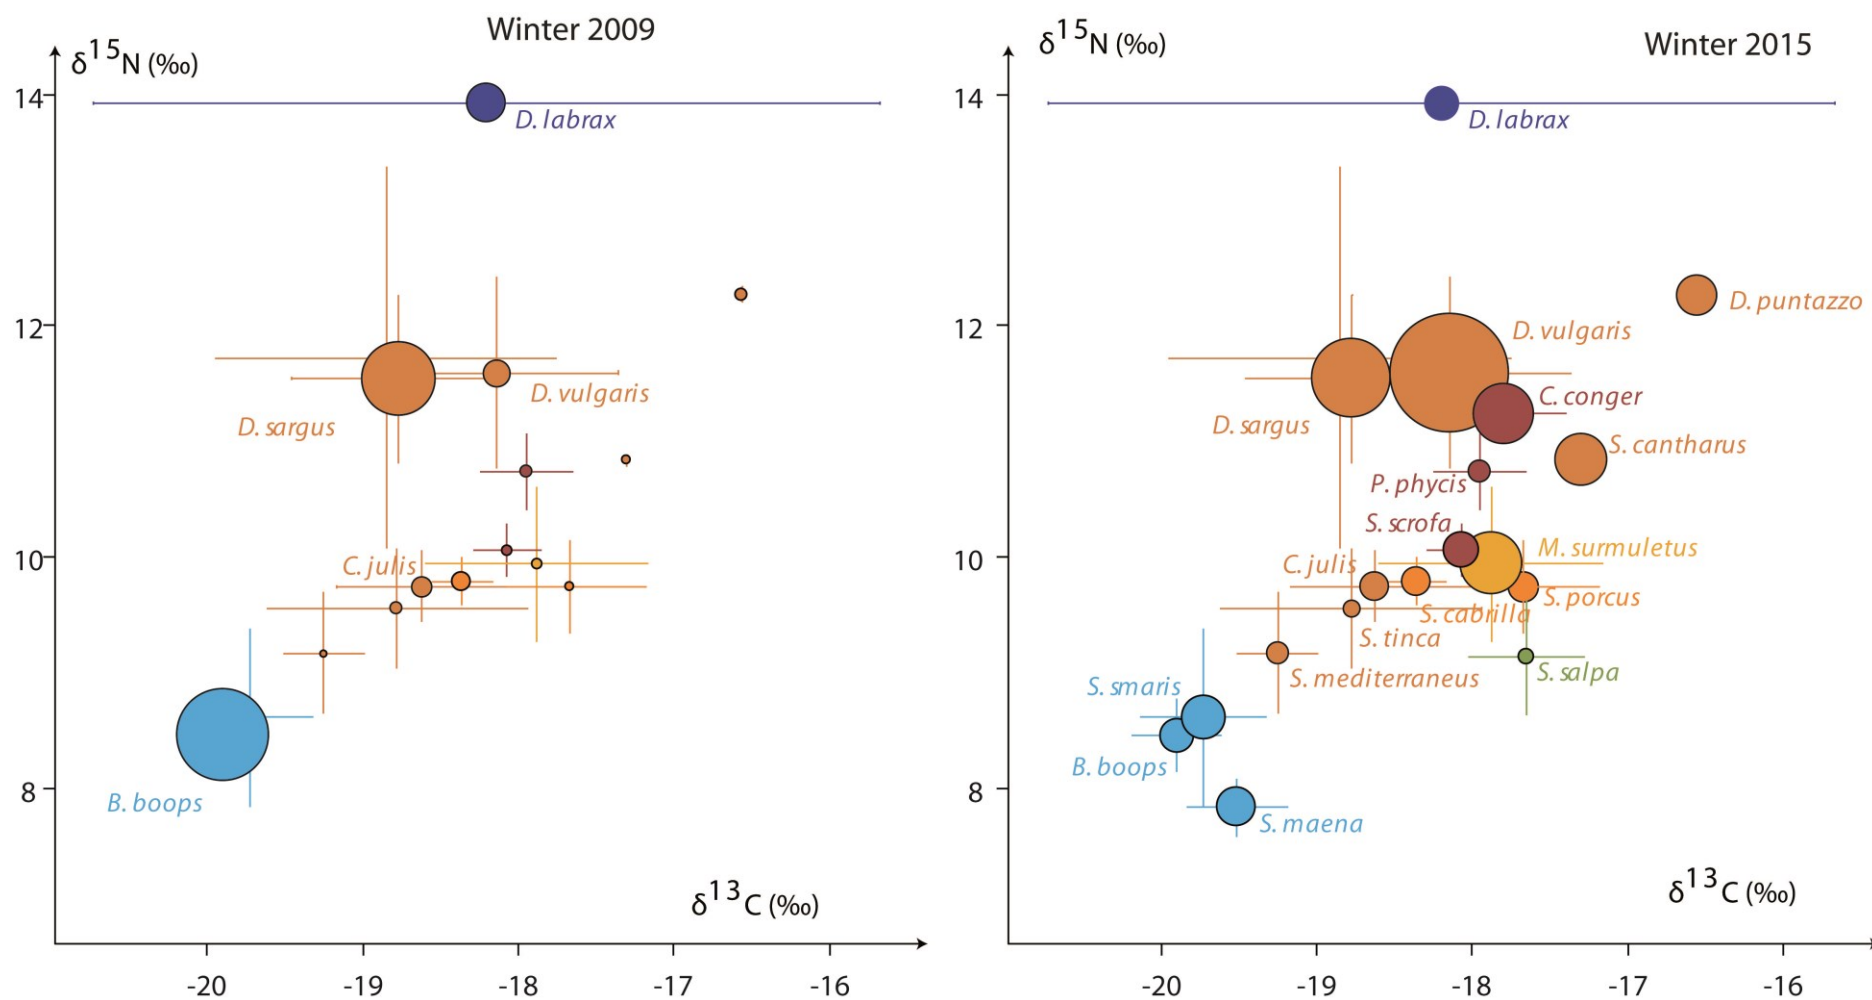 Winter 2009
δ15N (‰)
14
D. labrax
12
D. vulgaris
D. sargus
10
C. julis
8
B. boops
δ13C (‰)
-20 -19 -18 -17 -16
Winter 2015
δ15N (‰)
14
D. labrax
D. puntazzo
12
D. vulgaris
C. conger
D. sargus
S. cantharus
P. phycis
S. scrofa
10
M. surmuletus
C. julis
S. porcus
S. cabrilla
S. tinca
S. salpa
S. mediterraneus
S. smaris
B. boops
8
S. maena
δ13C (‰)
-20 -19 -18 -17 -16